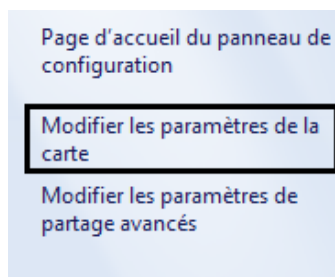 Page d'accueil du panneau de
configuration
Modifier les paramètres de la
carte
Modifier les paramètres de
partage avancés